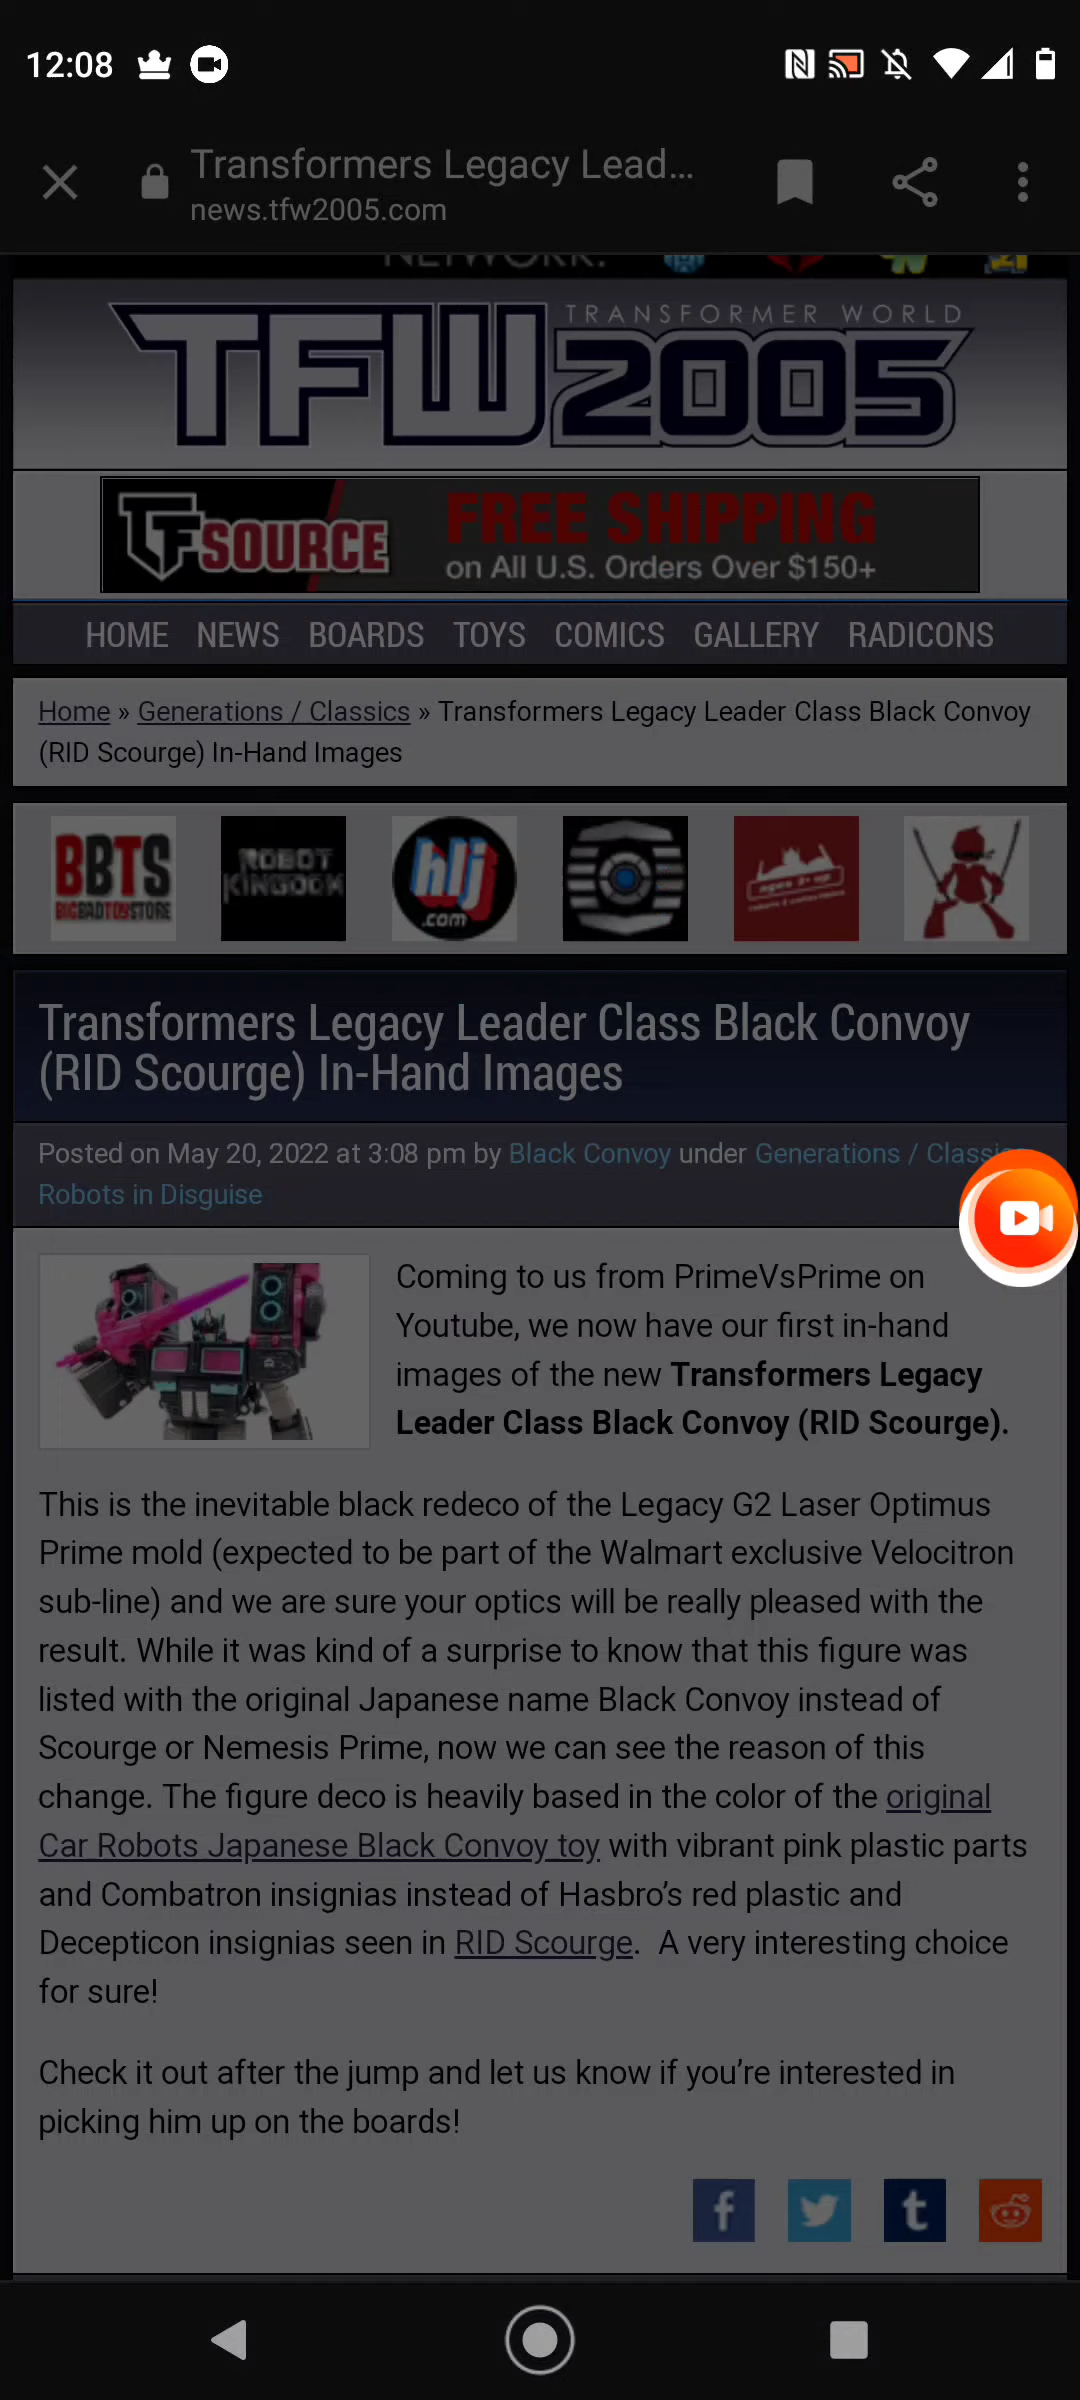 12:08
Transformers Legacy Lead...
news.tfw2005.com
NETWORK:
TRANSFORMER WORLD
TFW2005
TFSOURCE
FREE SHIPPING
on All U.S. Orders Over $150+
HOME NEWS BOARDS TOYS COMICS GALLERY RADICONS
Home » Generations / Classics » Transformers Legacy Leader Class Black Convoy
(RID Scourge) In-Hand Images
BBTS
BIGBADTOYSTORE
ROBOT
KINGDOM
hlj
.com
Transformers Legacy Leader Class Black Convoy
(RID Scourge) In-Hand Images
Posted on May 20, 2022 at 3:08 pm by Black Convoy under Generations / Classics
Robots in Disguise
Coming to us from PrimeVsPrime on
Youtube, we now have our first in-hand
images of the new Transformers Legacy
Leader Class Black Convoy (RID Scourge).
This is the inevitable black redeco of the Legacy G2 Laser Optimus
Prime mold (expected to be part of the Walmart exclusive Velocitron
sub-line) and we are sure your optics will be really pleased with the
result. While it was kind of a surprise to know that this figure was
listed with the original Japanese name Black Convoy instead of
Scourge or Nemesis Prime, now we can see the reason of this
change. The figure deco is heavily based in the color of the original
Car Robots Japanese Black Convoy toy with vibrant pink plastic parts
and Combatron insignias instead of Hasbro’s red plastic and
Decepticon insignias seen in RID Scourge.  A very interesting choice
for sure!
Check it out after the jump and let us know if you’re interested in
picking him up on the boards!